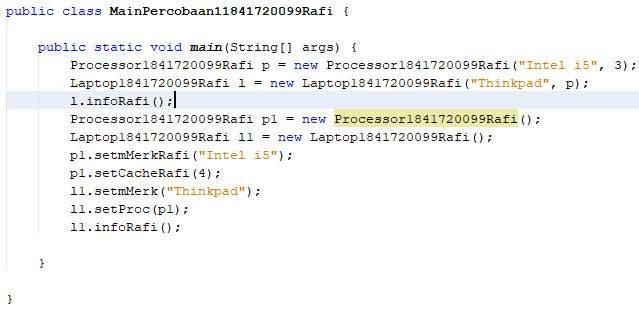 public class MainPercobaan11841720099Rafi {
public static void main(String[] args) {
Processor1841720099Rafi p = new Processor1841720099Rafi("Intel i5", 3);
Laptop1841720099Rafi l = new Laptop1841720099Rafi("Thinkpad", p);
l.infoRafi();
Processor1841720099Rafi p1 = new Processor1841720099Rafi();
Laptop1841720099Rafi l1 = new Laptop1841720099Rafi();
p1.setmMerkRafi("Intel i5");
p1.setCacheRafi(4);
l1.setmMerk("Thinkpad");
l1.setProc(p1);
l1.infoRafi();
}
}